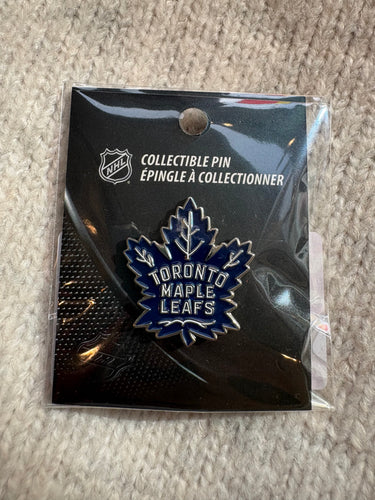 NHL
COLLECTIBLE PIN
ÉPINGLE À COLLECTIONNER
TORONTO
MAPLE
LEAFS